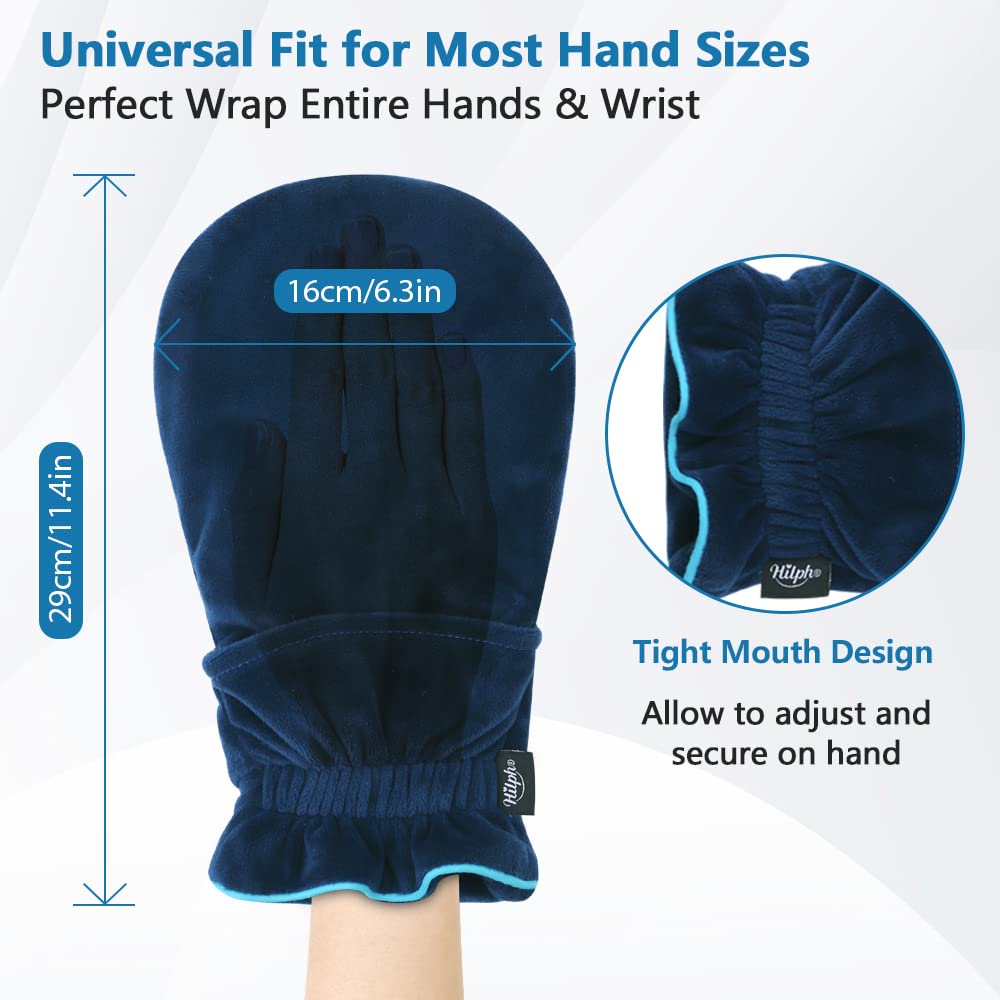 Universal Fit for Most Hand Sizes
Perfect Wrap Entire Hands & Wrist
16cm/6.3in
29cm/11.4in
Hilph®
Hilph®
Tight Mouth Design
Allow to adjust and
secure on hand